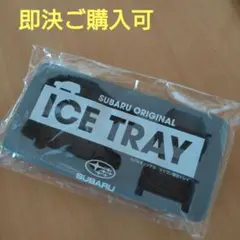 即決ご購入可
SUBARU ORIGINAL
ICE TRAY
SUBARU